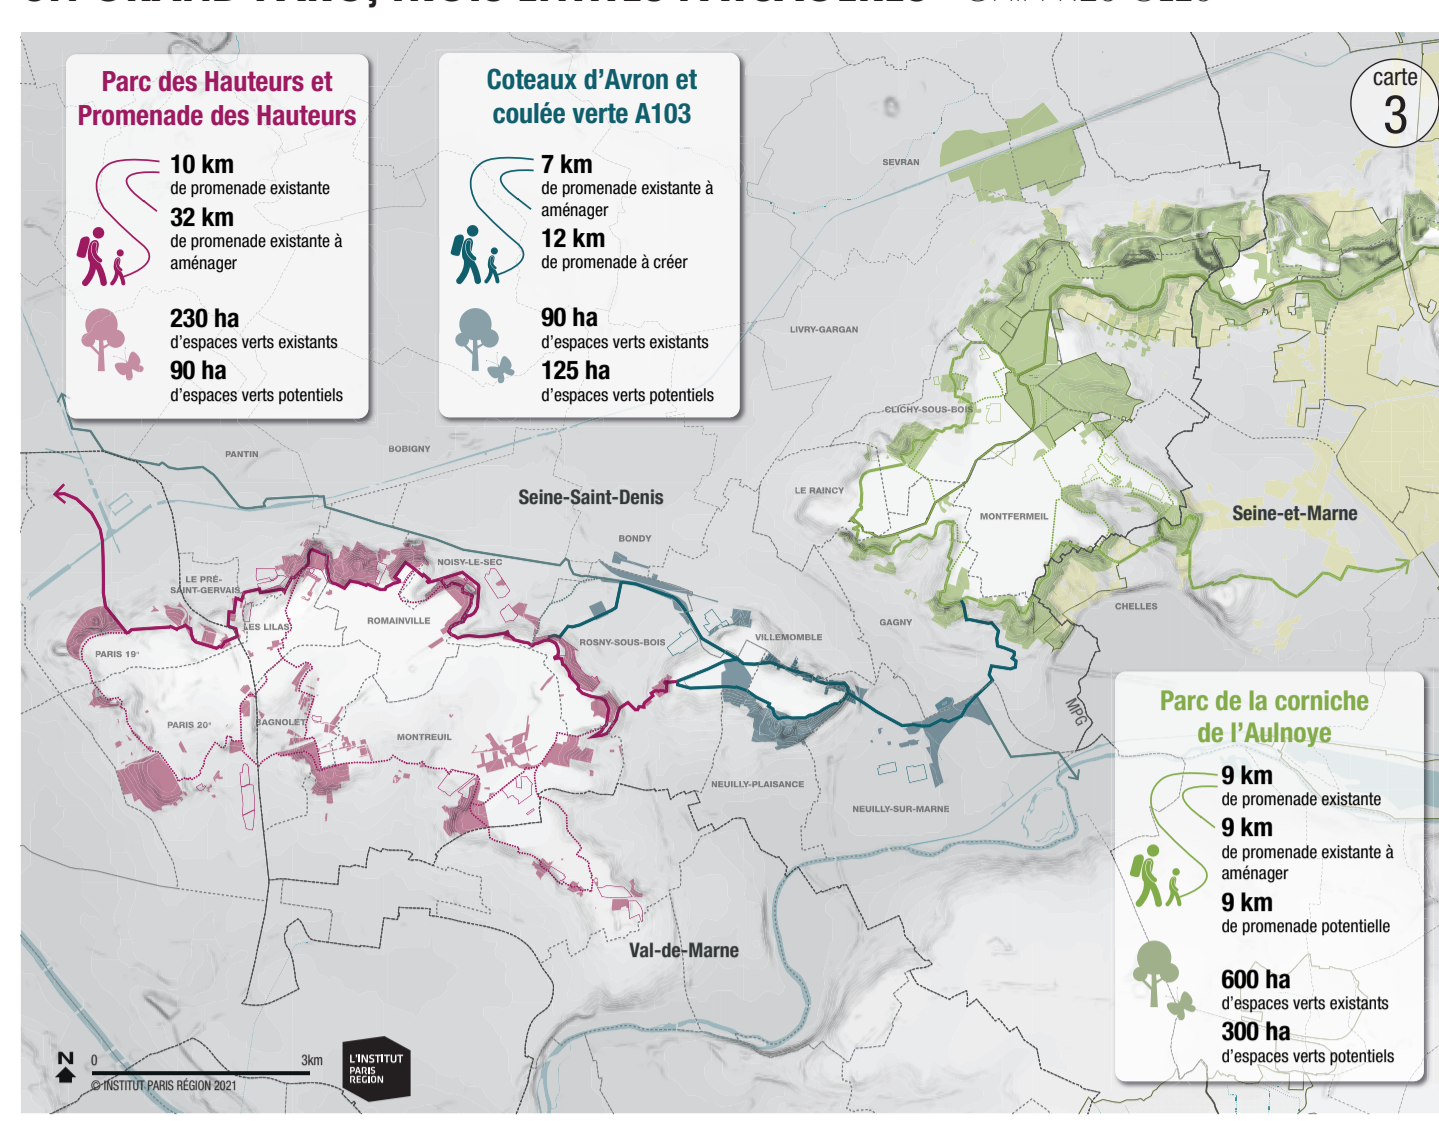 carte
3
Parc des Hauteurs et
Promenade des Hauteurs
10 km
de promenade existante
32 km
de promenade existante à
aménager
230 ha
d'espaces verts existants
90 ha
d'espaces verts potentiels
Coteaux d'Avron et
coulée verte A103
7 km
de promenade existante à
aménager
12 km
de promenade à créer
90 ha
d'espaces verts existants
125 ha
d'espaces verts potentiels
SEVRAN
LIVRY-GARGAN
CLICHY-SOUS-BOIS
PANTIN
BOBIGNY
Seine-Saint-Denis
LE RAINCY
MONTFERMEIL
Seine-et-Marne
BONDY
NOISY-LE-SEC
LE PRÉ-
SAINT-GERVAIS
LES LILAS
ROMAINVILLE
ROSNY-SOUS-BOIS
VILLEMOMBLE
GAGNY
CHELLES
PARIS 19e
PARIS 20e
BAGNOLET
MONTREUIL
MPG
NEUILLY-PLAISANCE
NEUILLY-SUR-MARNE
Val-de-Marne
Parc de la corniche
de l'Aulnoye
9 km
de promenade existante
9 km
de promenade existante à
aménager
9 km
de promenade potentielle
600 ha
d'espaces verts existants
300 ha
d'espaces verts potentiels
N
0
3km
© INSTITUT PARIS RÉGION 2021
L'INSTITUT
PARIS
REGION